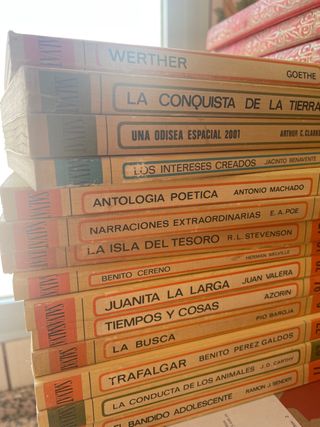 WERTHER GOETHE
LA CONQUISTA DE LA TIERRA
UNA ODISEA ESPACIAL 2001 ARTHUR C. CLARKE
LOS INTERESES CREADOS JACINTO BENAVENTE
ANTOLOGIA POETICA ANTONIO MACHADO
NARRACIONES EXTRAORDINARIAS E. A. POE
LA ISLA DEL TESORO R. L. STEVENSON
BENITO CERENO HERMAN MELVILLE
JUANITA LA LARGA JUAN VALERA
TIEMPOS Y COSAS AZORIN
LA BUSCA PIO BAROJA
TRAFALGAR BENITO PEREZ GALDOS
LA CONDUCTA DE LOS ANIMALES J. D. CARTHY
EL BANDIDO ADOLESCENTE RAMON J. SENDER